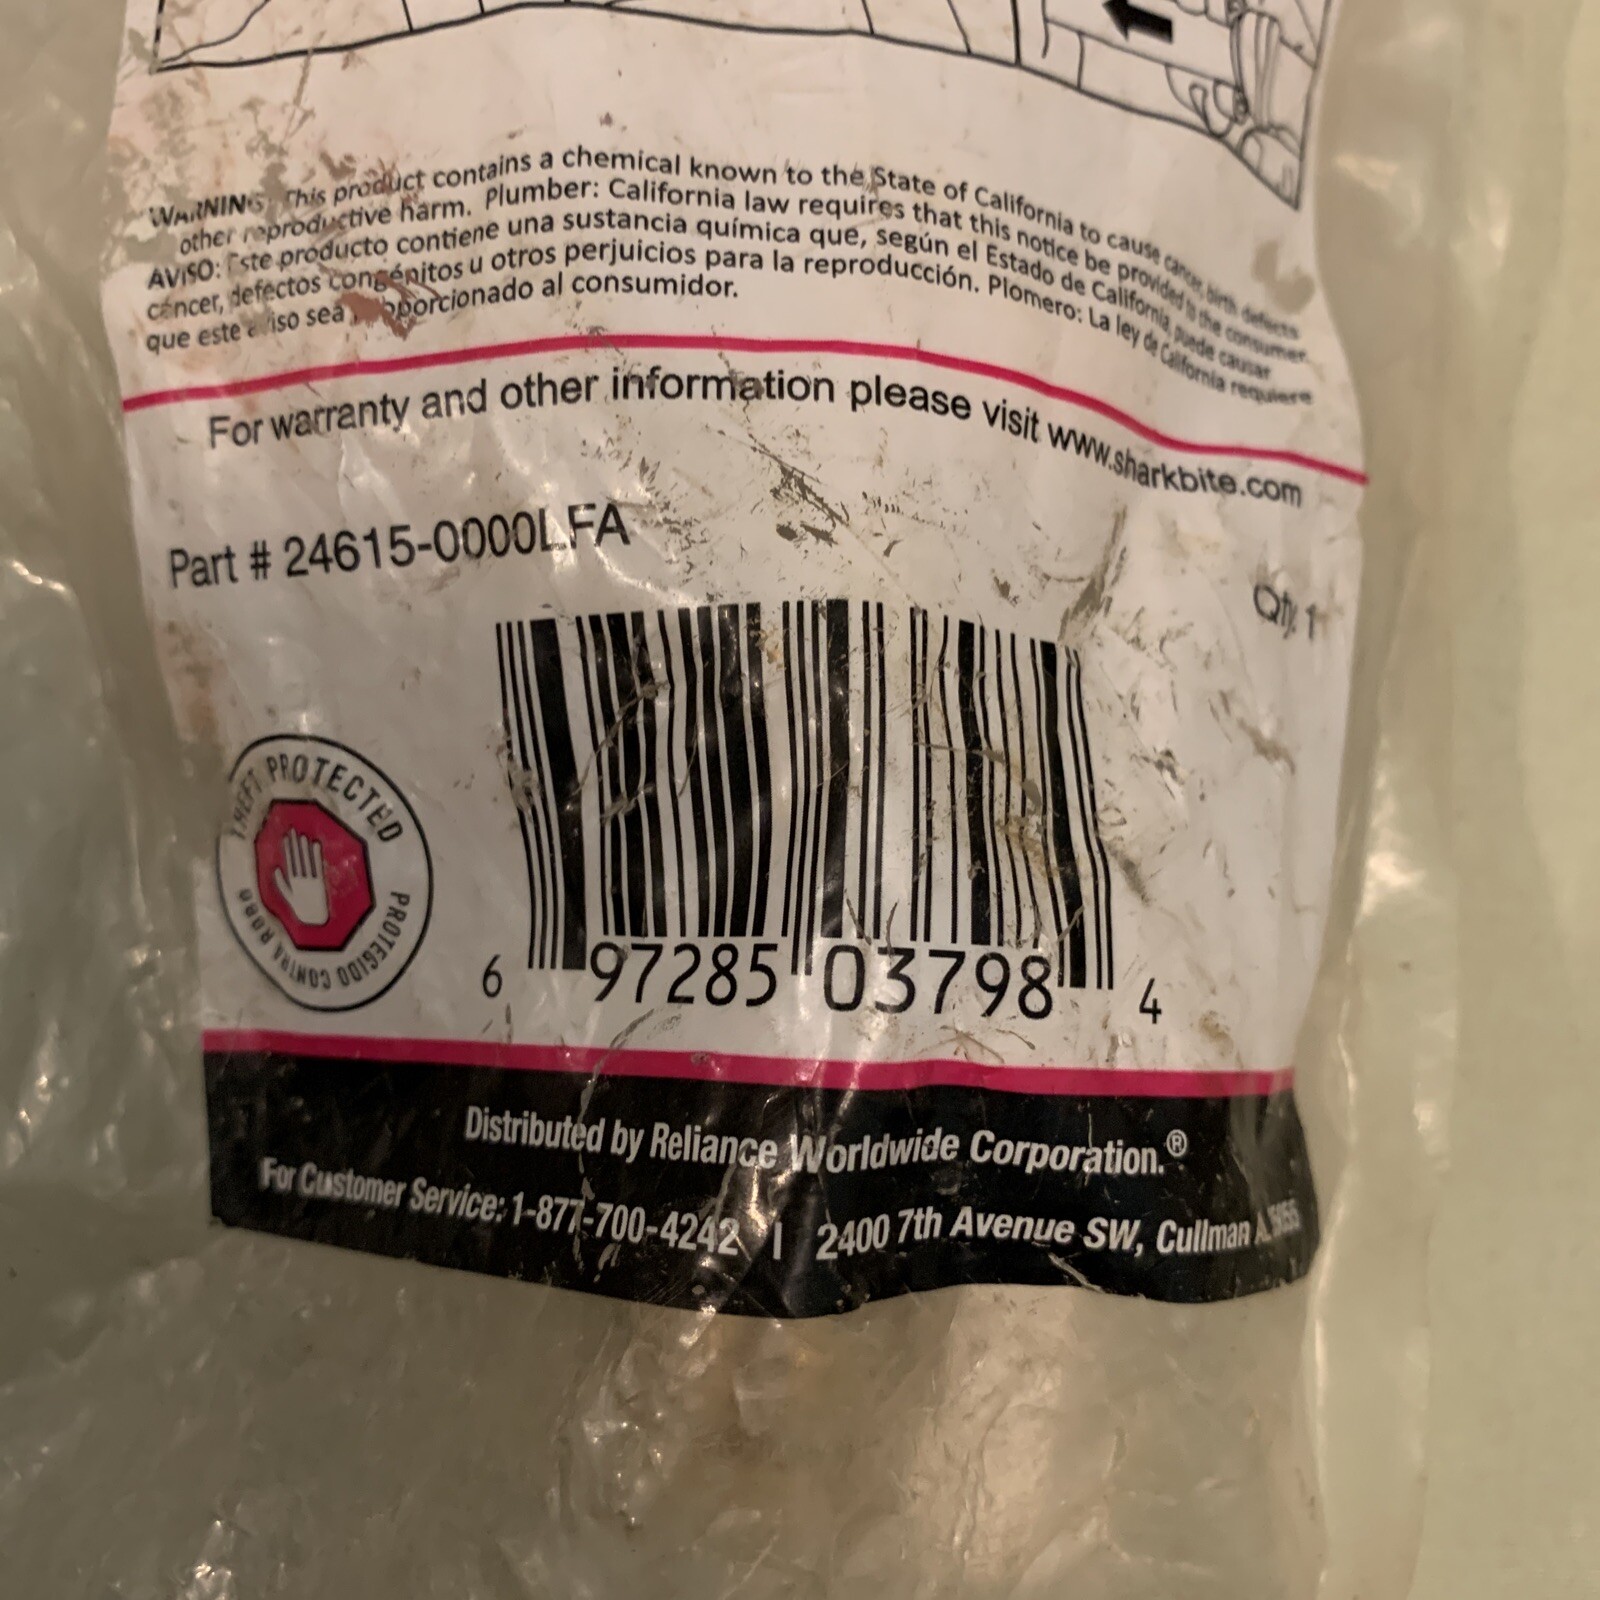 WARNING: This product contains a chemical known to the State of California to cause cancer, birth defects
other reproductive harm. Plumber: California law requires that this notice be provided to the consumer.
AVISO: Este producto contiene una sustancia química que, según el Estado de California, puede causar
cáncer, defectos congénitos u otros perjuicios para la reproducción. Plomero: La ley de California requiere
que este aviso sea proporcionado al consumidor.
For warranty and other information please visit www.sharkbite.com
Part # 24615-0000LFA
Qty. 1
THEFT PROTECTED
PROTEGIDO CONTRA ROBO
6 97285 03798 4
Distributed by Reliance Worldwide Corporation.®
For Customer Service: 1-877-700-4242 | 2400 7th Avenue SW, Cullman